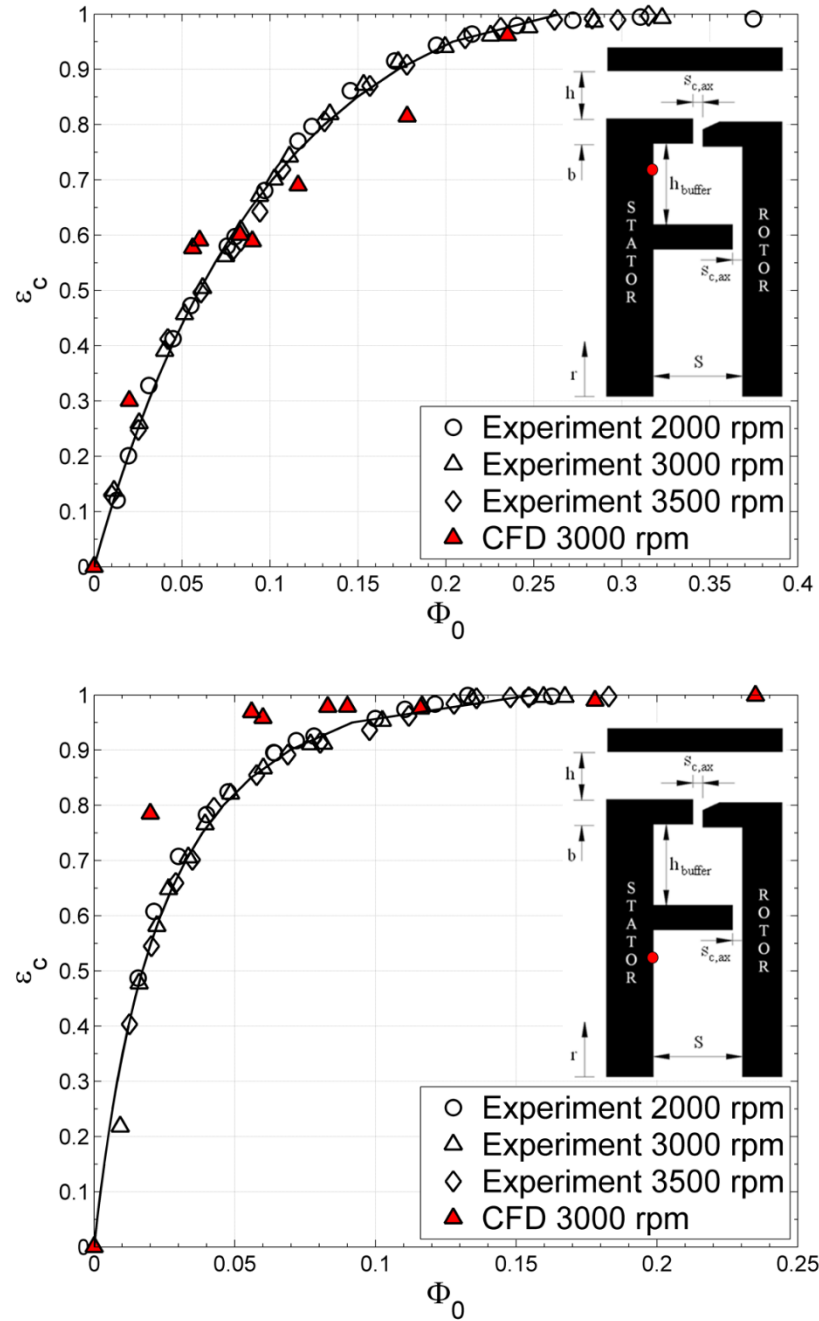 1
0.9
0.8
0.7
0.6
0.5
0.4
0.3
0.2
0.1
0
ε_c
0 0.05 0.1 0.15 0.2 0.25 0.3 0.35 0.4
Φ_0
s_c,ax
h
b
h_buffer
STATOR
ROTOR
s_c,ax
r
S
Experiment 2000 rpm
Experiment 3000 rpm
Experiment 3500 rpm
CFD 3000 rpm
1
0.9
0.8
0.7
0.6
0.5
0.4
0.3
0.2
0.1
0
ε_c
0 0.05 0.1 0.15 0.2 0.25
Φ_0
s_c,ax
h
b
h_buffer
STATOR
ROTOR
s_c,ax
r
S
Experiment 2000 rpm
Experiment 3000 rpm
Experiment 3500 rpm
CFD 3000 rpm